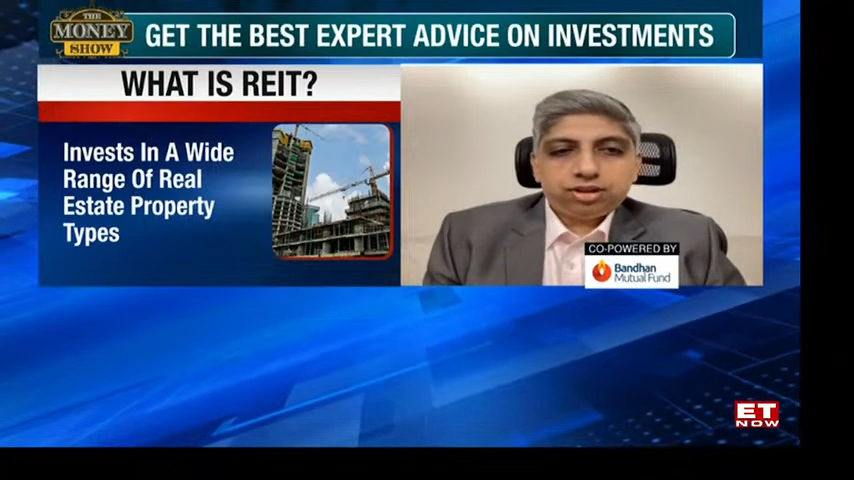 THE
MONEY
SHOW
GET THE BEST EXPERT ADVICE ON INVESTMENTS
WHAT IS REIT?
Invests In A Wide
Range Of Real
Estate Property
Types
CO-POWERED BY
Bandhan
Mutual Fund
ET
NOW